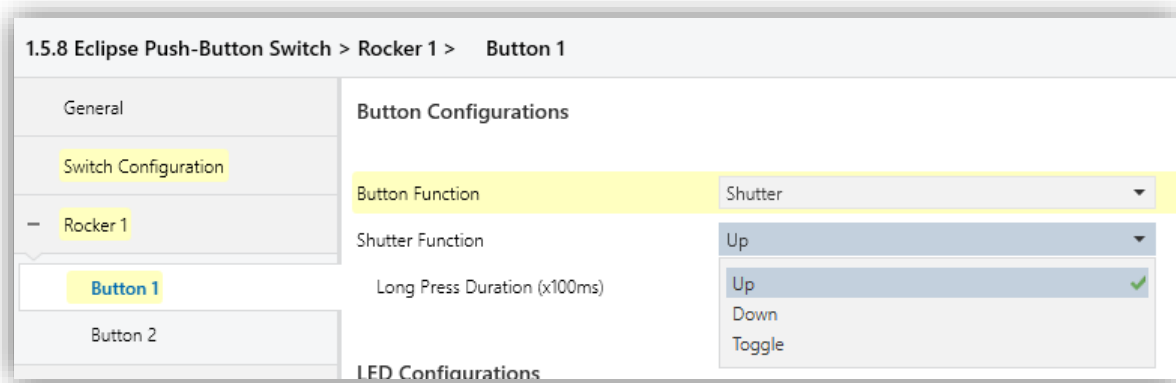 1.5.8 Eclipse Push-Button Switch > Rocker 1 > Button 1
General
Switch Configuration
Rocker 1
Button 1
Button 2
Button Configurations
Button Function Shutter
Shutter Function Up
Long Press Duration (x100ms)
Up
Down
Toggle
LED Configurations